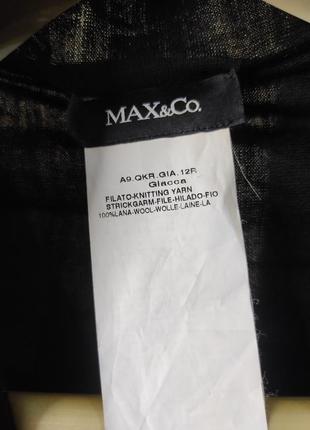 MAX&Co.
A9.QKR.GIA.12R
Giacca
FILATO-KNITTING YARN
STRICKGARM-FILE-HILADO-FIO
100%LANA-WOOL-WOLLE-LAINE-LA